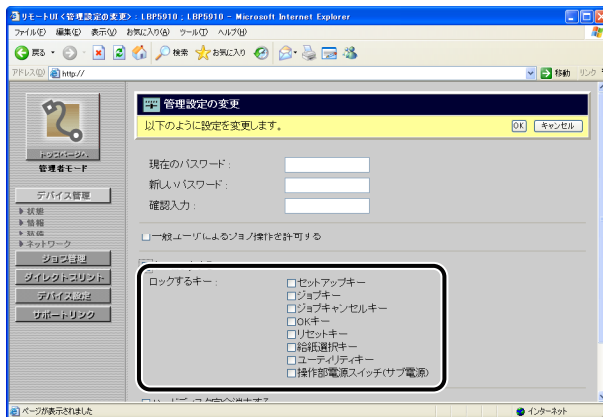 リモートUI<管理設定の変更> : LBP5910 ; LBP5910 - Microsoft Internet Explorer
ファイル(F) 編集(E) 表示(V) お気に入り(A) ツール(T) ヘルプ(H)
戻る 検索 お気に入り
アドレス(D) http:// 移動 リンク
管理設定の変更
以下のように設定を変更します。 OK キャンセル
トップページへ
管理者モード
現在のパスワード :
新しいパスワード :
確認入力 :
デバイス管理
状態
情報
ネットワーク
一般ユーザによるジョブ操作を許可する
ジョブ管理
ダイレクトプリント
デバイス設定
サポートリンク
ロックするキー :
セットアップキー
ジョブキー
ジョブキャンセルキー
OKキー
リセットキー
給紙選択キー
ユーティリティキー
操作部電源スイッチ(サブ電源)
ページが表示されました インターネット